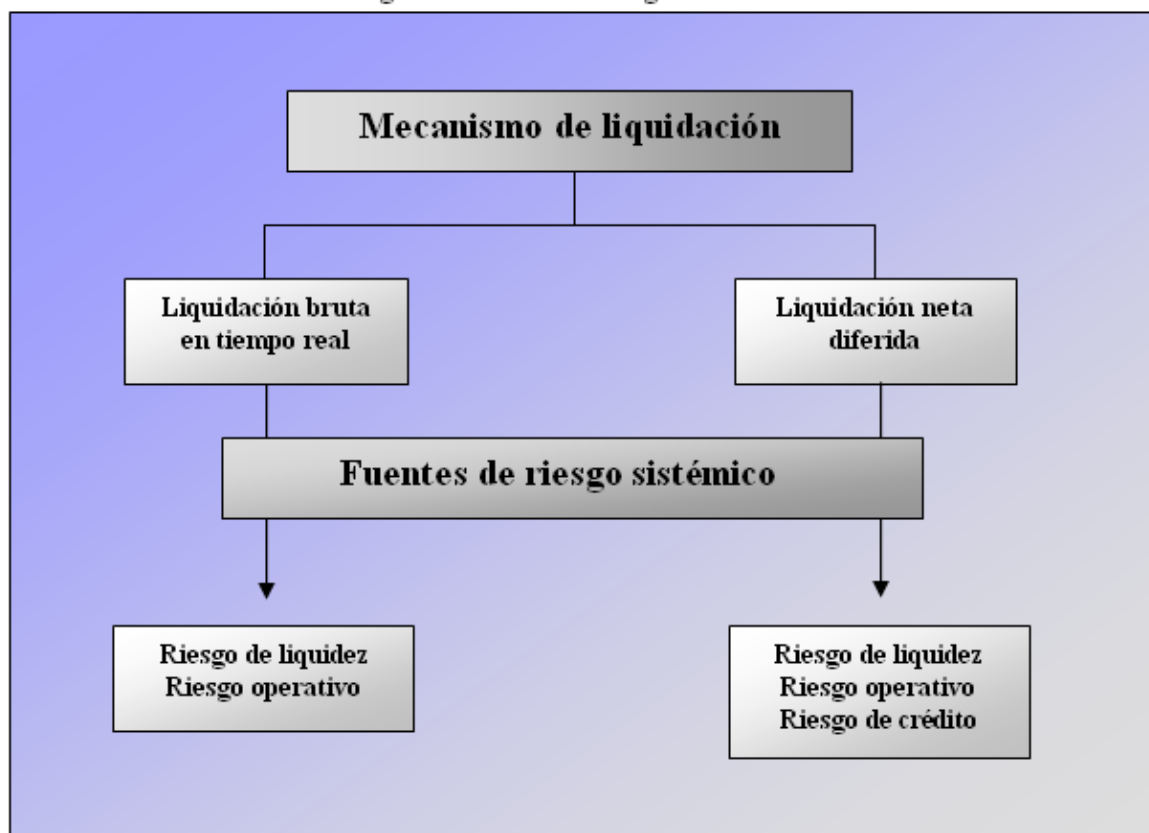 Mecanismo de liquidación
Liquidación bruta
en tiempo real
Liquidación neta
diferida
Fuentes de riesgo sistémico
Riesgo de liquidez
Riesgo operativo
Riesgo de liquidez
Riesgo operativo
Riesgo de crédito